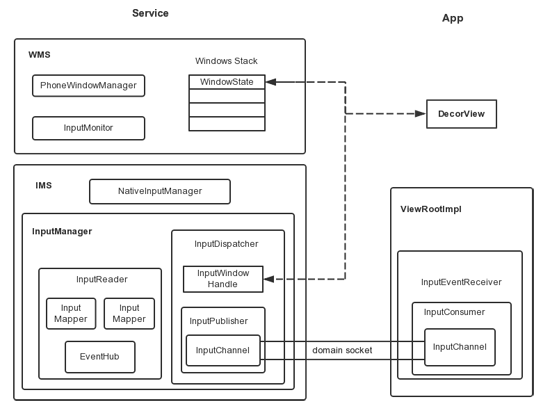 Service
App
WMS
Windows Stack
PhoneWindowManager
WindowState
InputMonitor
DecorView
IMS
NativeInputManager
ViewRootImpl
InputManager
InputDispatcher
InputReader
InputWindow
Handle
InputEventReceiver
Input
Mapper
Input
Mapper
InputPublisher
InputConsumer
EventHub
InputChannel
domain socket
InputChannel